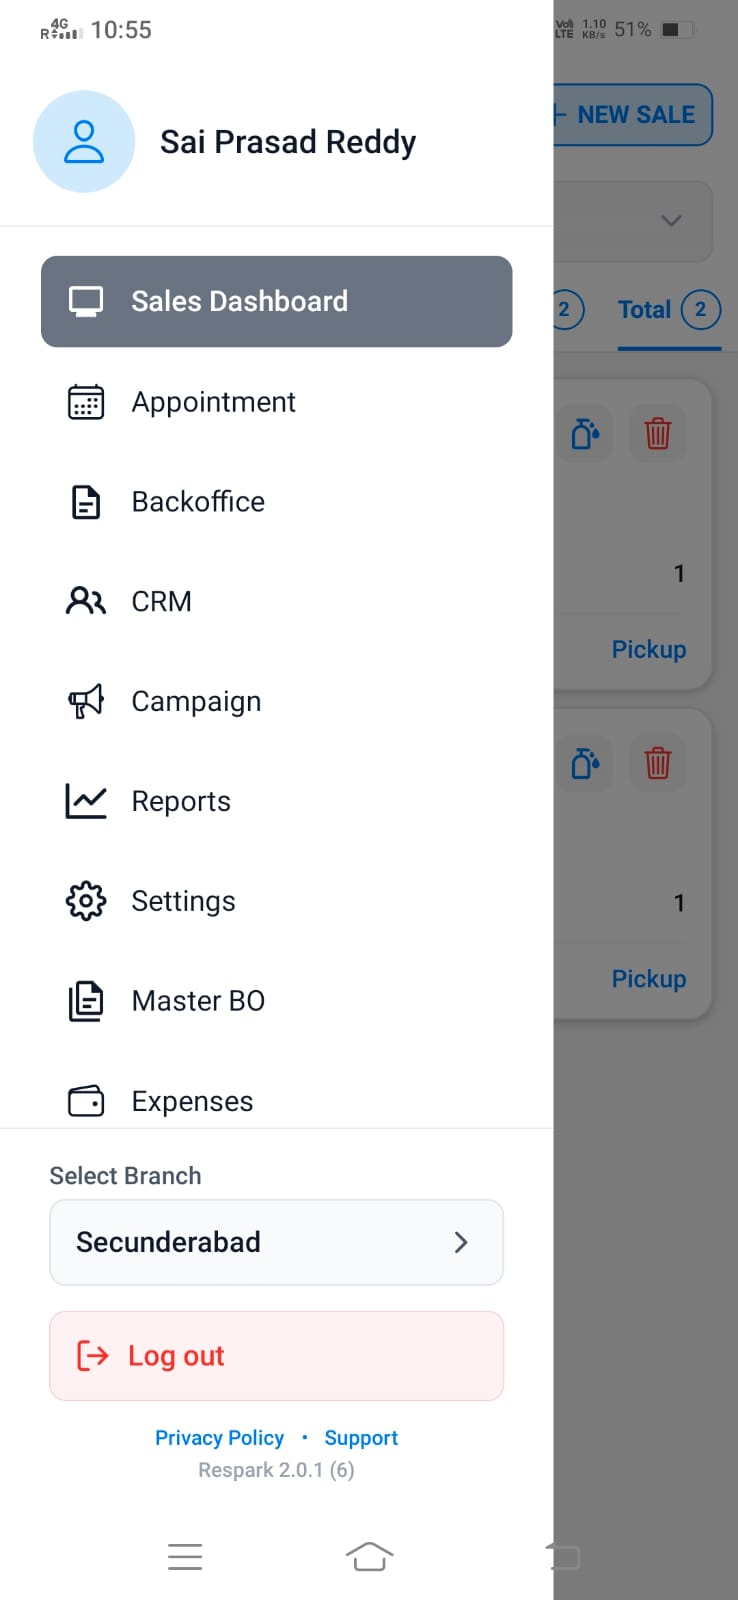 4G
R 10:55
Vo) 1.10
LTE KB/s 51%
Sai Prasad Reddy
NEW SALE
Sales Dashboard
2 Total 2
Appointment
Backoffice
1
CRM
Pickup
Campaign
Reports
Settings
1
Pickup
Master BO
Expenses
Select Branch
Secunderabad
Log out
Privacy Policy • Support
Respark 2.0.1 (6)